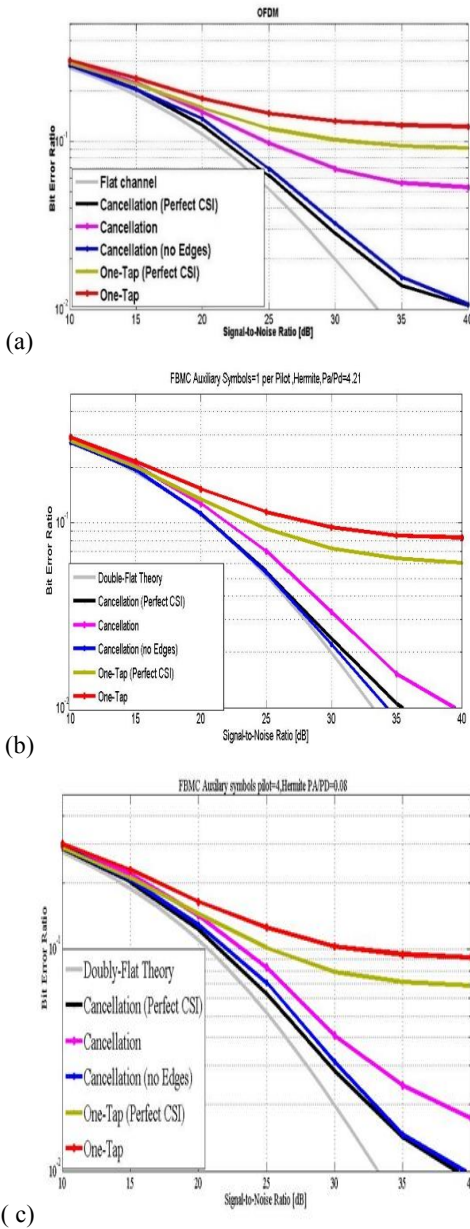 OFDM
Bit Error Ratio
10^-1
10^-2
Flat channel
Cancellation (Perfect CSI)
Cancellation
Cancellation (no Edges)
One-Tap (Perfect CSI)
One-Tap
10 15 20 25 30 35 40
Signal-to-Noise Ratio [dB]
(a)
FBMC Auxiliary Symbols=1 per Pilot ,Hermite,Pa/Pd=4.21
Bit Error Ratio
Double-Flat Theory
Cancellation (Perfect CSI)
Cancellation
Cancellation (no Edges)
One-Tap (Perfect CSI)
One-Tap
10 15 20 25 30 35 40
Signal-to-Noise Ratio [dB]
(b)
FBMC Auxilary symbols pilot=4,Hermite PA/PD=0.08
Bit Error Ratio
Doubly-Flat Theory
Cancellation (Perfect CSI)
Cancellation
Cancellation (no Edges)
One-Tap (Perfect CSI)
One-Tap
10 15 20 25 30 35 40
Signal-to-Noise Ratio [dB]
( c)